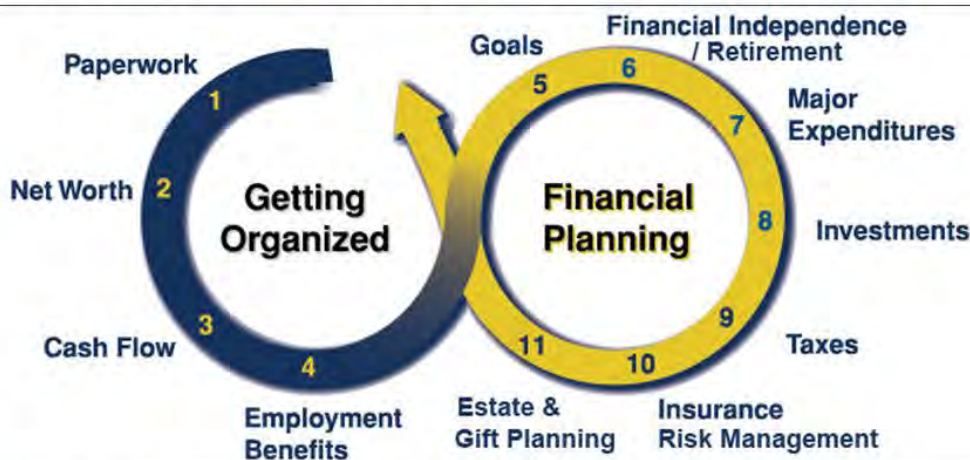 Paperwork
1
Net Worth
2
Cash Flow
3
Employment
Benefits
4
Getting
Organized
Goals
5
Financial Independence
/ Retirement
6
Major
Expenditures
7
Investments
8
Taxes
9
Insurance
Risk Management
10
Estate &
Gift Planning
11
Financial
Planning